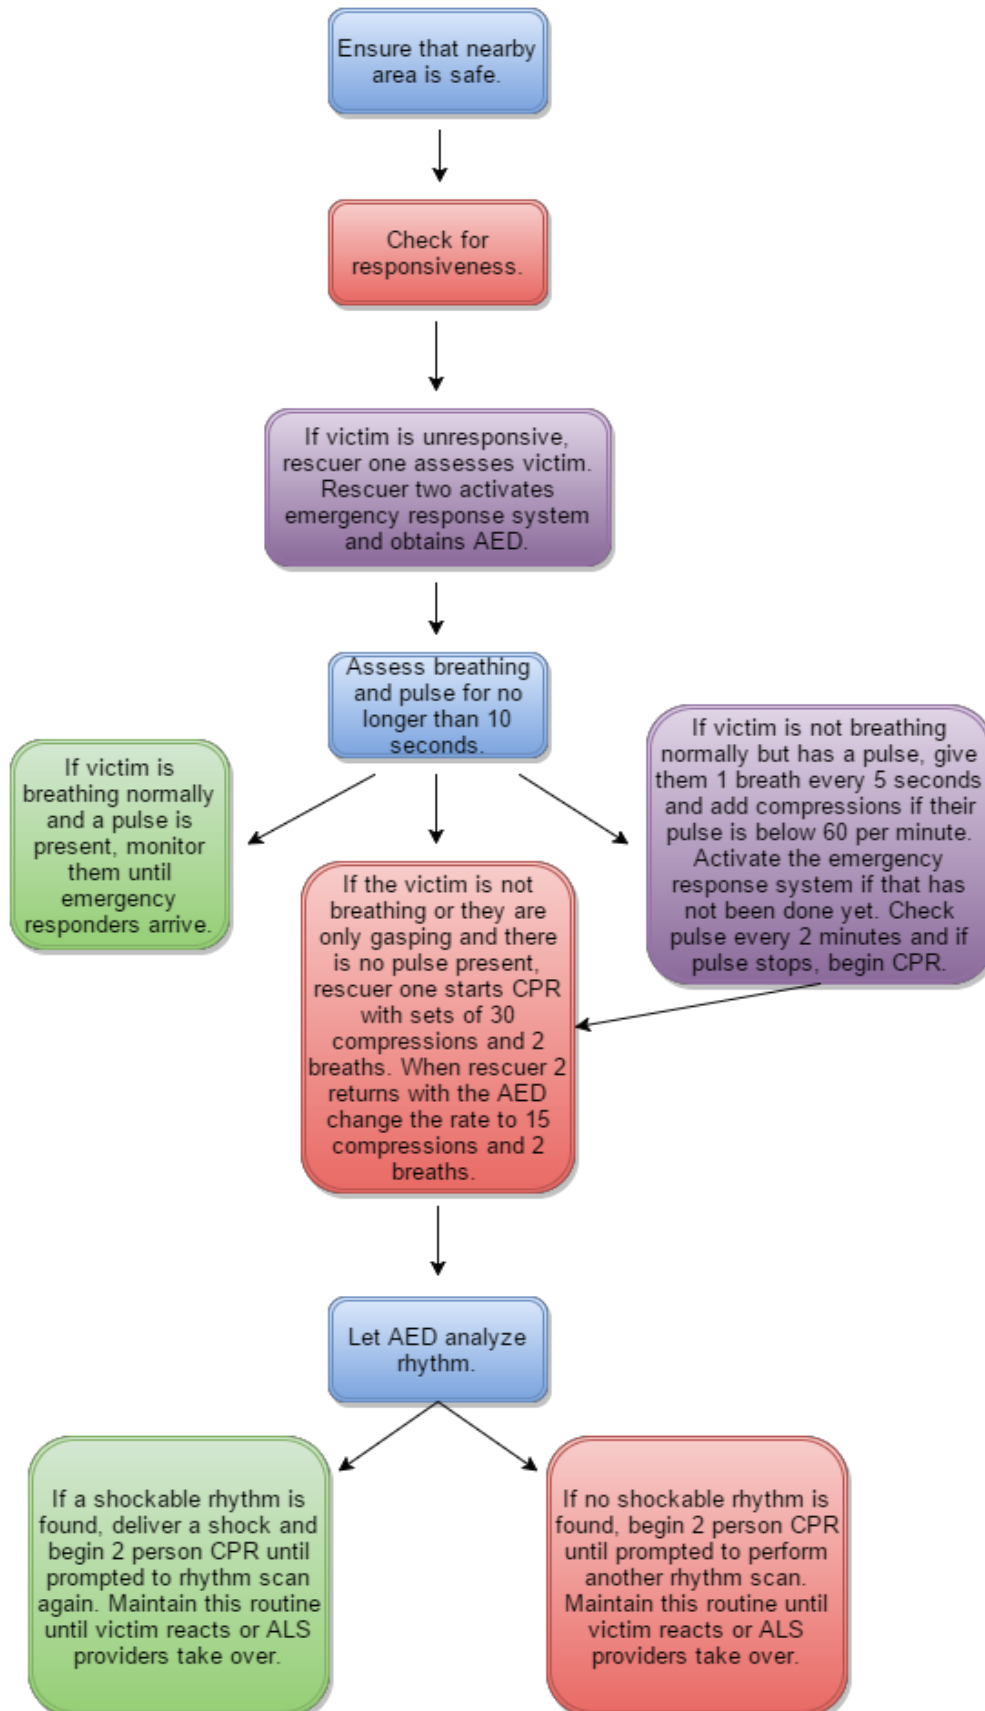 Ensure that nearby
area is safe.
Check for
responsiveness.
If victim is unresponsive,
rescuer one assesses victim.
Rescuer two activates
emergency response system
and obtains AED.
Assess breathing
and pulse for no
longer than 10
seconds.
If victim is
breathing normally
and a pulse is
present, monitor
them until
emergency
responders arrive.
If the victim is not
breathing or they are
only gasping and there
is no pulse present,
rescuer one starts CPR
with sets of 30
compressions and 2
breaths. When rescuer 2
returns with the AED
change the rate to 15
compressions and 2
breaths.
If victim is not breathing
normally but has a pulse, give
them 1 breath every 5 seconds
and add compressions if their
pulse is below 60 per minute.
Activate the emergency
response system if that has
not been done yet. Check
pulse every 2 minutes and if
pulse stops, begin CPR.
Let AED analyze
rhythm.
If a shockable rhythm is
found, deliver a shock and
begin 2 person CPR until
prompted to rhythm scan
again. Maintain this routine
until victim reacts or ALS
providers take over.
If no shockable rhythm is
found, begin 2 person CPR
until prompted to perform
another rhythm scan.
Maintain this routine until
victim reacts or ALS
providers take over.